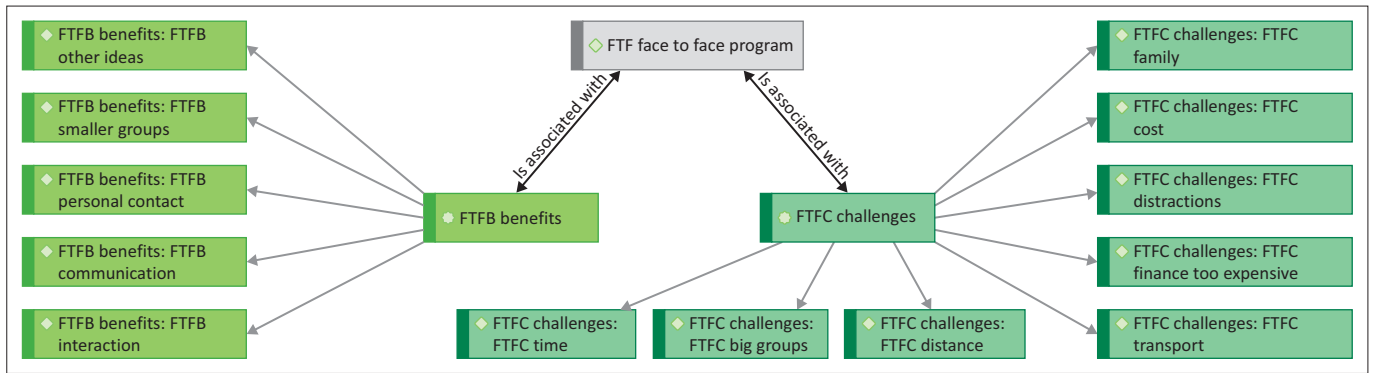 FTFB benefits: FTFB
other ideas
FTFB benefits: FTFB
smaller groups
FTFB benefits: FTFB
personal contact
FTFB benefits: FTFB
communication
FTFB benefits: FTFB
interaction
FTF face to face program
Is associated with
Is associated with
FTFB benefits
FTFC challenges
FTFC challenges:
FTFC time
FTFC challenges:
FTFC big groups
FTFC challenges:
FTFC distance
FTFC challenges: FTFC
family
FTFC challenges: FTFC
cost
FTFC challenges: FTFC
distractions
FTFC challenges: FTFC
finance too expensive
FTFC challenges: FTFC
transport